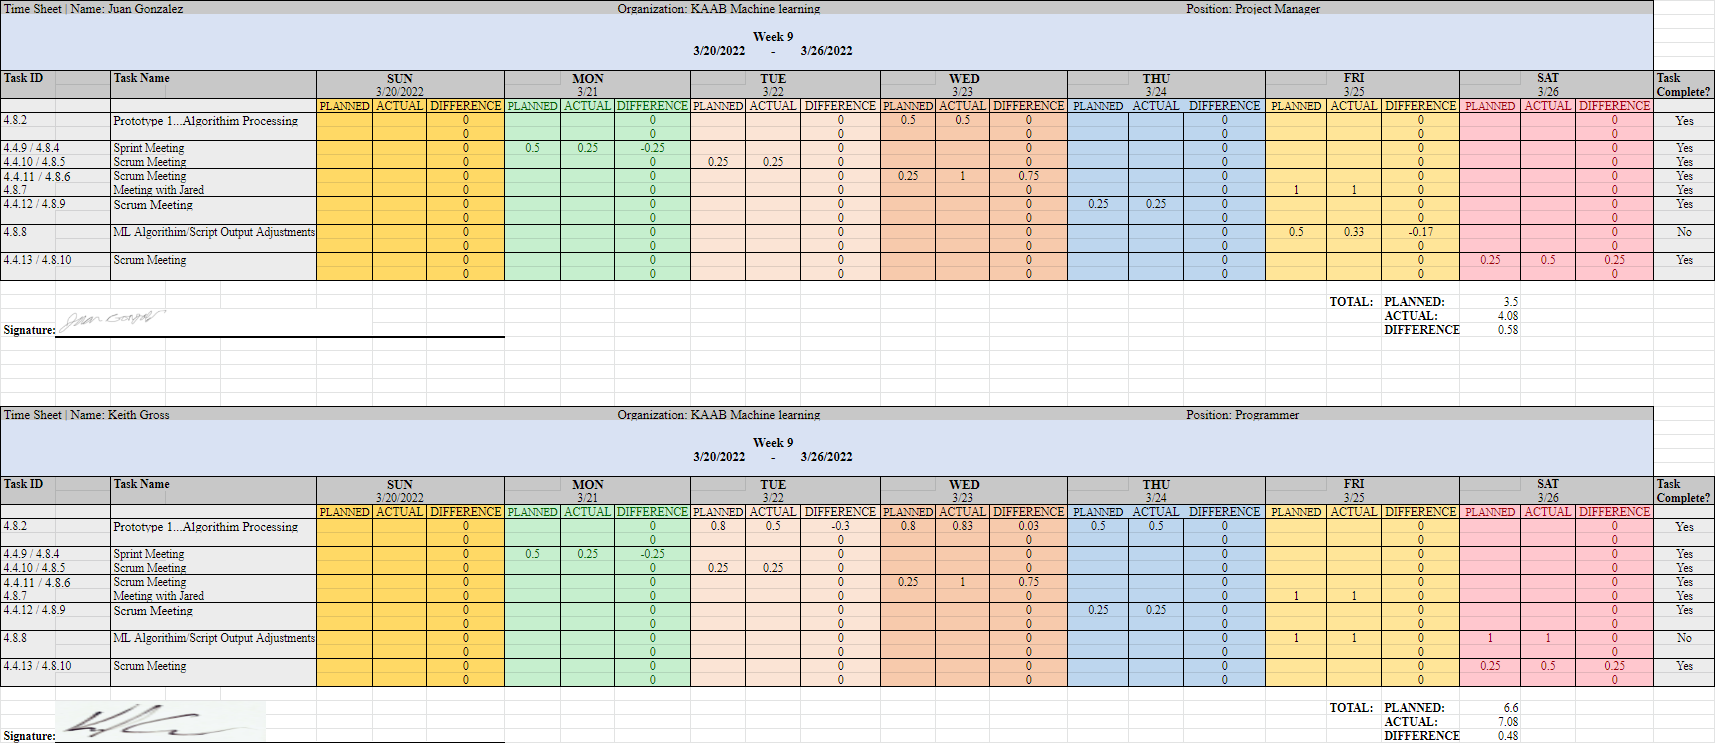 Time Sheet | Name: Juan Gonzalez Organization: KAAB Machine learning Position: Project Manager
Week 9
3/20/2022 - 3/26/2022
Task ID Task Name SUN MON TUE WED THU FRI SAT Task
3/20/2022 3/21 3/22 3/23 3/24 3/25 3/26 Complete?
PLANNED ACTUAL DIFFERENCE PLANNED ACTUAL DIFFERENCE PLANNED ACTUAL DIFFERENCE PLANNED ACTUAL DIFFERENCE PLANNED ACTUAL DIFFERENCE PLANNED ACTUAL DIFFERENCE PLANNED ACTUAL DIFFERENCE
4.8.2 Prototype 1...Algorithim Processing 0 0 0 0.5 0.5 0 0 0 0 Yes
0 0 0 0 0 0 0
4.4.9 / 4.8.4 Sprint Meeting 0 0.5 0.25 -0.25 0 0 0 0 0 Yes
4.4.10 / 4.8.5 Scrum Meeting 0 0 0.25 0.25 0 0 0 0 0 Yes
4.4.11 / 4.8.6 Scrum Meeting 0 0 0 0.25 1 0.75 0 0 0 Yes
4.8.7 Meeting with Jared 0 0 0 0 0 1 1 0 0 Yes
4.4.12 / 4.8.9 Scrum Meeting 0 0 0 0 0.25 0.25 0 0 0 Yes
0 0 0 0 0 0 0
4.8.8 ML Algorithim/Script Output Adjustments 0 0 0 0 0 0.5 0.33 -0.17 0 No
0 0 0 0 0 0 0
4.4.13 / 4.8.10 Scrum Meeting 0 0 0 0 0 0 0.25 0.5 0.25 Yes
0 0 0 0 0 0 0
TOTAL: PLANNED: 3.5
ACTUAL: 4.08
Signature: Juan Gonzalez DIFFERENCE 0.58
Time Sheet | Name: Keith Gross Organization: KAAB Machine learning Position: Programmer
Week 9
3/20/2022 - 3/26/2022
Task ID Task Name SUN MON TUE WED THU FRI SAT Task
3/20/2022 3/21 3/22 3/23 3/24 3/25 3/26 Complete?
PLANNED ACTUAL DIFFERENCE PLANNED ACTUAL DIFFERENCE PLANNED ACTUAL DIFFERENCE PLANNED ACTUAL DIFFERENCE PLANNED ACTUAL DIFFERENCE PLANNED ACTUAL DIFFERENCE PLANNED ACTUAL DIFFERENCE
4.8.2 Prototype 1...Algorithim Processing 0 0 0.8 0.5 -0.3 0.8 0.83 0.03 0.5 0.5 0 0 0 Yes
0 0 0 0 0 0 0
4.4.9 / 4.8.4 Sprint Meeting 0 0.5 0.25 -0.25 0 0 0 0 0 Yes
4.4.10 / 4.8.5 Scrum Meeting 0 0 0.25 0.25 0 0 0 0 0 Yes
4.4.11 / 4.8.6 Scrum Meeting 0 0 0 0.25 1 0.75 0 0 0 Yes
4.8.7 Meeting with Jared 0 0 0 0 0 1 1 0 0 Yes
4.4.12 / 4.8.9 Scrum Meeting 0 0 0 0 0.25 0.25 0 0 0 Yes
0 0 0 0 0 0 0
4.8.8 ML Algorithim/Script Output Adjustments 0 0 0 0 0 1 1 0 1 1 0 No
0 0 0 0 0 0 0
4.4.13 / 4.8.10 Scrum Meeting 0 0 0 0 0 0 0.25 0.5 0.25 Yes
0 0 0 0 0 0 0
TOTAL: PLANNED: 6.6
ACTUAL: 7.08
Signature: DIFFERENCE 0.48